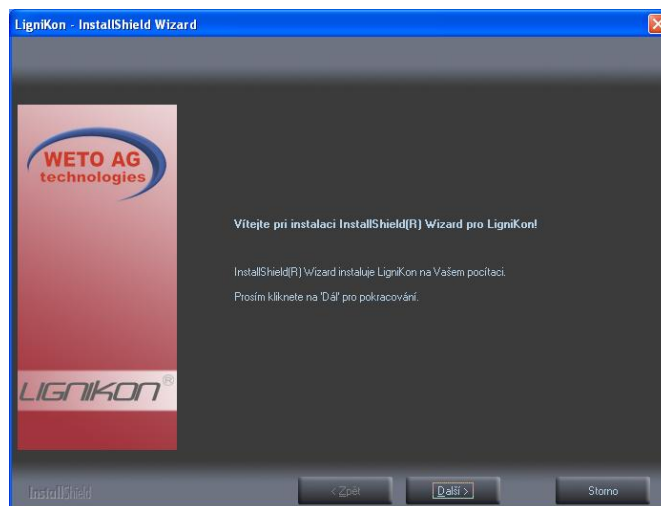 LigniKon - InstallShield Wizard
WETO AG
technologies
Vítejte pri instalaci InstallShield(R) Wizard pro LigniKon!
InstallShield(R) Wizard instaluje LigniKon na Vašem pocítaci.
Prosím kliknete na 'Dál' pro pokracování.
LIGNIKON®
InstallShield
< Zpět
Další >
Storno